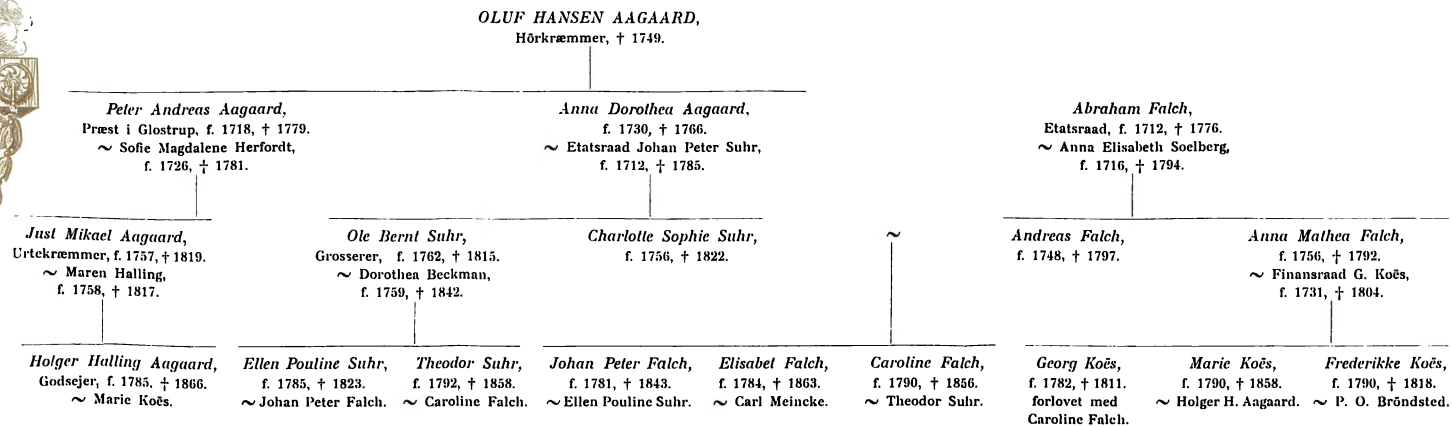 OLUF HANSEN AAGAARD,
Hörkræmmer, † 1749.
Peter Andreas Aagaard,
Præst i Glostrup, f. 1718, † 1779.
~ Sofie Magdalene Herfordt,
f. 1726, † 1781.
Anna Dorothea Aagaard,
f. 1730, † 1766.
~ Etatsraad Johan Peter Suhr,
f. 1712, † 1785.
Abraham Falch,
Etatsraad, f. 1712, † 1776.
~ Anna Elisabeth Soelberg,
f. 1716, † 1794.
Just Mikael Aagaard,
Urtekræmmer, f. 1757, † 1819.
~ Maren Halling,
f. 1758, † 1817.
Ole Bernt Suhr,
Grosserer, f. 1762, † 1815.
~ Dorothea Beckman,
f. 1759, † 1842.
Charlotte Sophie Suhr,
f. 1756, † 1822.
~
Andreas Falch,
f. 1748, † 1797.
Anna Mathea Falch,
f. 1756, † 1792.
~ Finansraad G. Koës,
f. 1731, † 1804.
Holger Halling Aagaard,
Godsejer, f. 1785, † 1866.
~ Marie Koës.
Ellen Pouline Suhr,
f. 1785, † 1823.
~ Johan Peter Falch.
Theodor Suhr,
f. 1792, † 1858.
~ Caroline Falch.
Johan Peter Falch,
f. 1781, † 1843.
~ Ellen Pouline Suhr.
Elisabet Falch,
f. 1784, † 1863.
~ Carl Meincke.
Caroline Falch,
f. 1790, † 1856.
~ Theodor Suhr.
Georg Koës,
f. 1782, † 1811.
forlovet med
Caroline Falch.
Marie Koës,
f. 1790, † 1858.
~ Holger H. Aagaard.
Frederikke Koës,
f. 1790, † 1818.
~ P. O. Bröndsted.